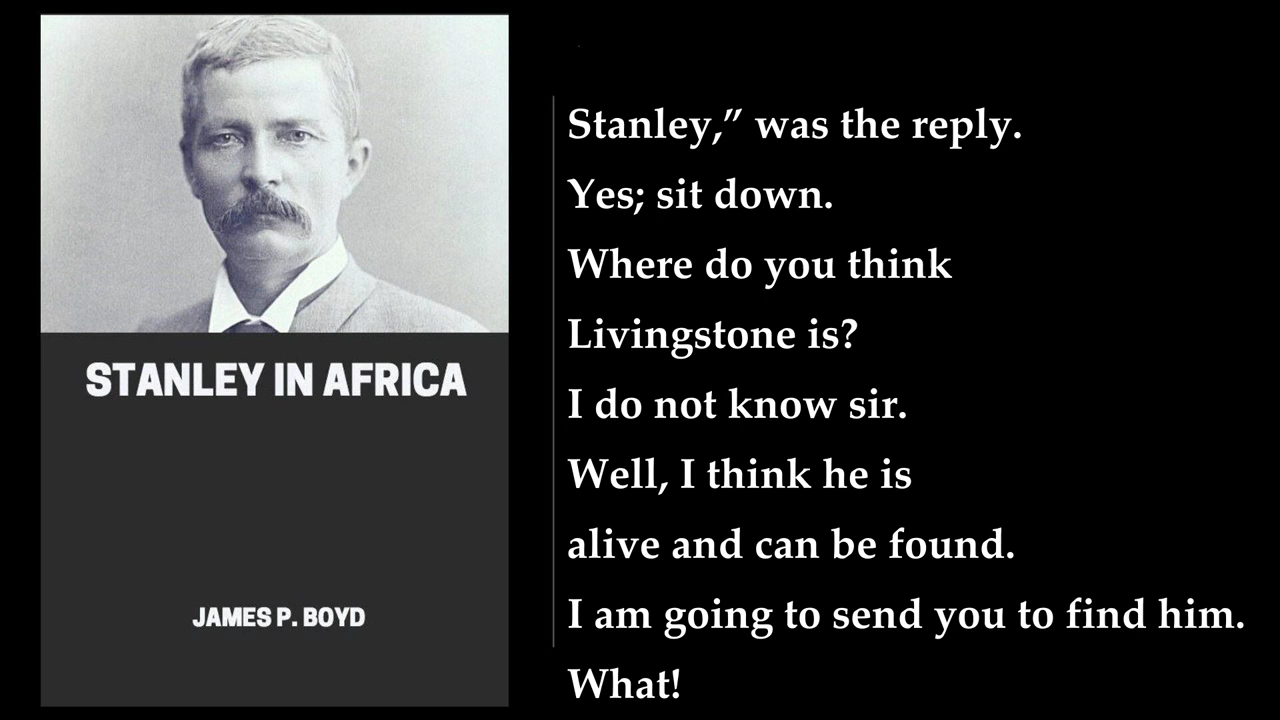 STANLEY IN AFRICA
JAMES P. BOYD
Stanley,” was the reply.
Yes; sit down.
Where do you think
Livingstone is?
I do not know sir.
Well, I think he is
alive and can be found.
I am going to send you to find him.
What!